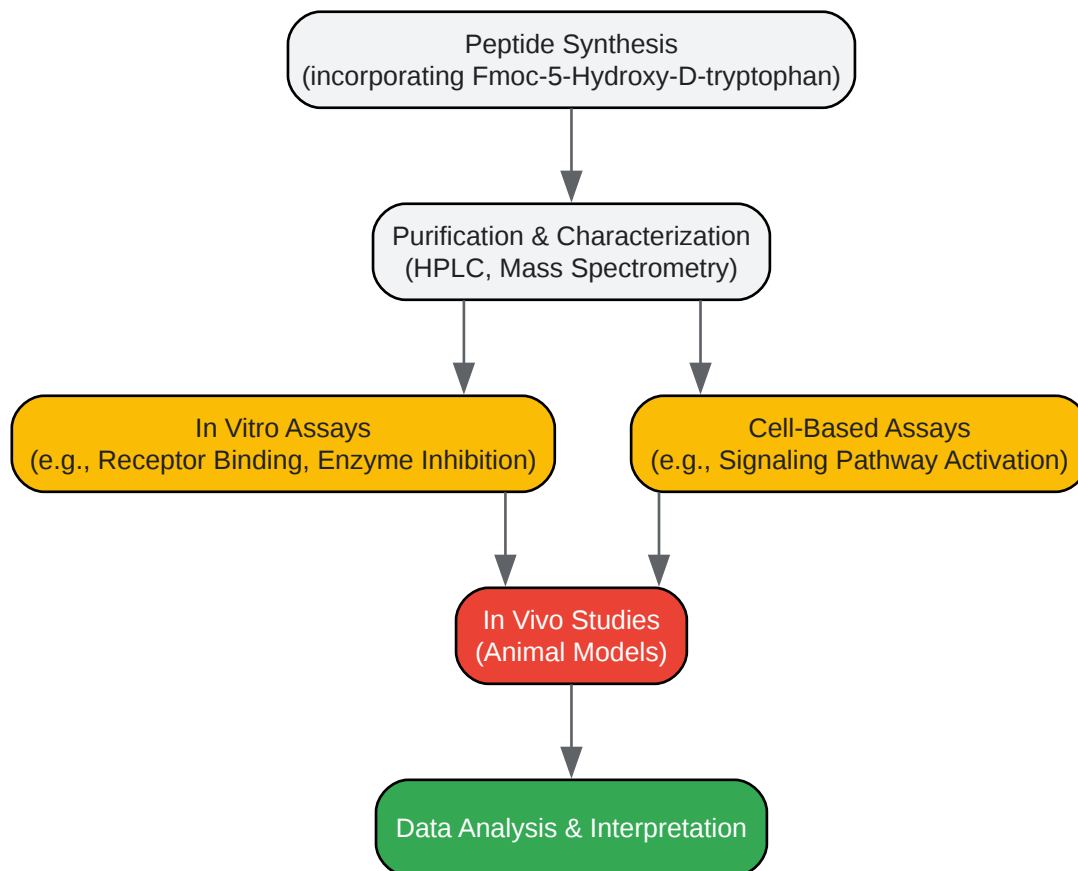 Peptide Synthesis
(incorporating Fmoc-5-Hydroxy-D-tryptophan)
Purification & Characterization
(HPLC, Mass Spectrometry)
In Vitro Assays
(e.g., Receptor Binding, Enzyme Inhibition)
Cell-Based Assays
(e.g., Signaling Pathway Activation)
In Vivo Studies
(Animal Models)
Data Analysis & Interpretation